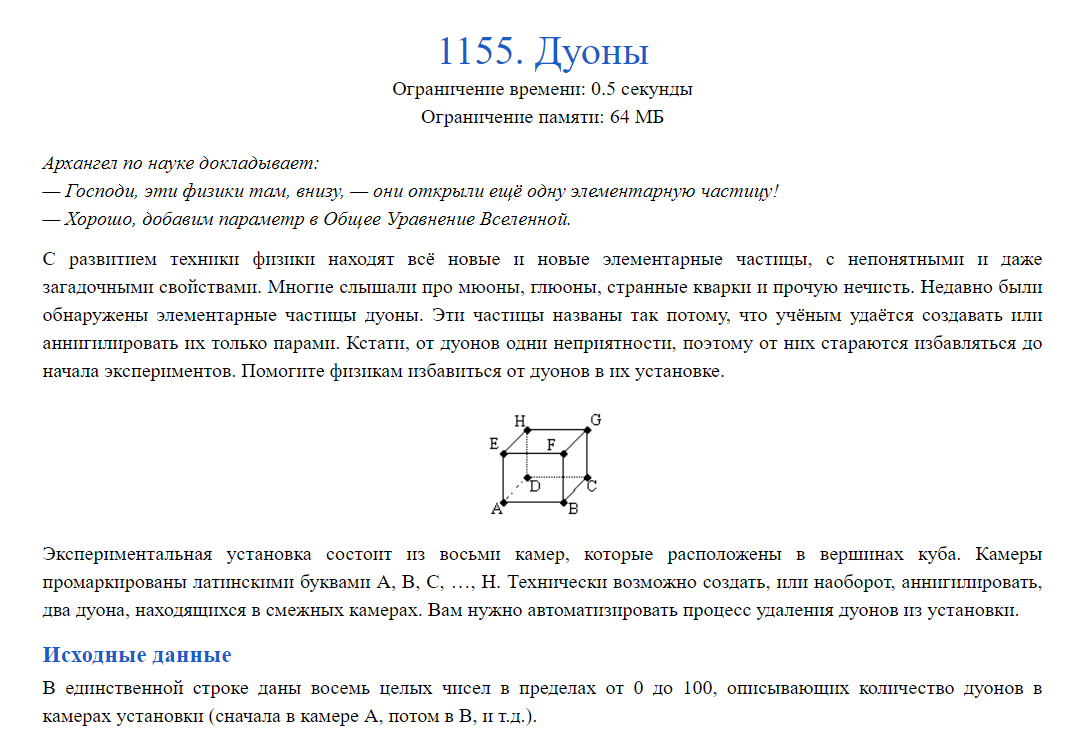 1155. Дуоны
Ограничение времени: 0.5 секунды
Ограничение памяти: 64 МБ
Архангел по науке докладывает:
— Господи, эти физики там, внизу, — они открыли ещё одну элементарную частицу!
— Хорошо, добавим параметр в Общее Уравнение Вселенной.
С развитием техники физики находят всё новые и новые элементарные частицы, с непонятными и даже
загадочными свойствами. Многие слышали про мюоны, глюоны, странные кварки и прочую нечисть. Недавно были
обнаружены элементарные частицы дуоны. Эти частицы названы так потому, что учёным удаётся создавать или
аннигилировать их только парами. Кстати, от дуонов одни неприятности, поэтому от них стараются избавляться до
начала экспериментов. Помогите физикам избавиться от дуонов в их установке.
H G
E F
D C
A B
Экспериментальная установка состоит из восьми камер, которые расположены в вершинах куба. Камеры
промаркированы латинскими буквами A, B, C, …, H. Технически возможно создать, или наоборот, аннигилировать,
два дуона, находящихся в смежных камерах. Вам нужно автоматизировать процесс удаления дуонов из установки.
Исходные данные
В единственной строке даны восемь целых чисел в пределах от 0 до 100, описывающих количество дуонов в
камерах установки (сначала в камере A, потом в B, и т.д.).